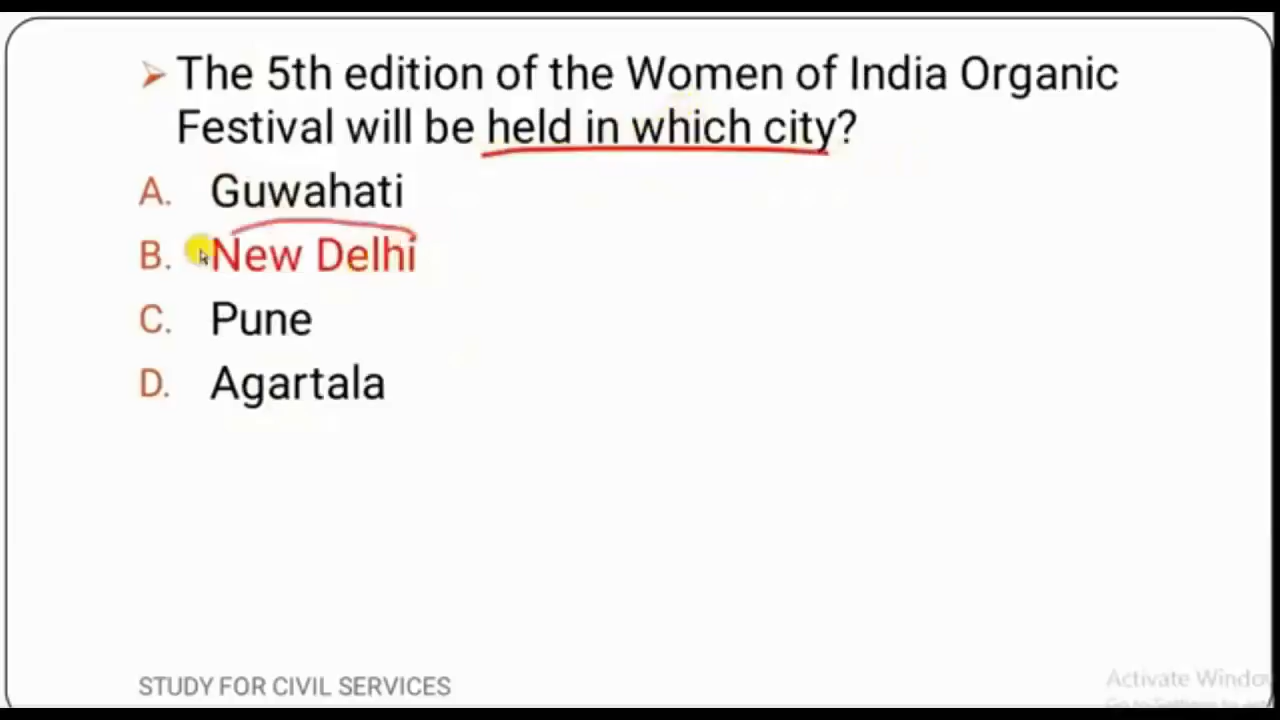 The 5th edition of the Women of India Organic
Festival will be held in which city?
A. Guwahati
B. New Delhi
C. Pune
D. Agartala
STUDY FOR CIVIL SERVICES
Activate